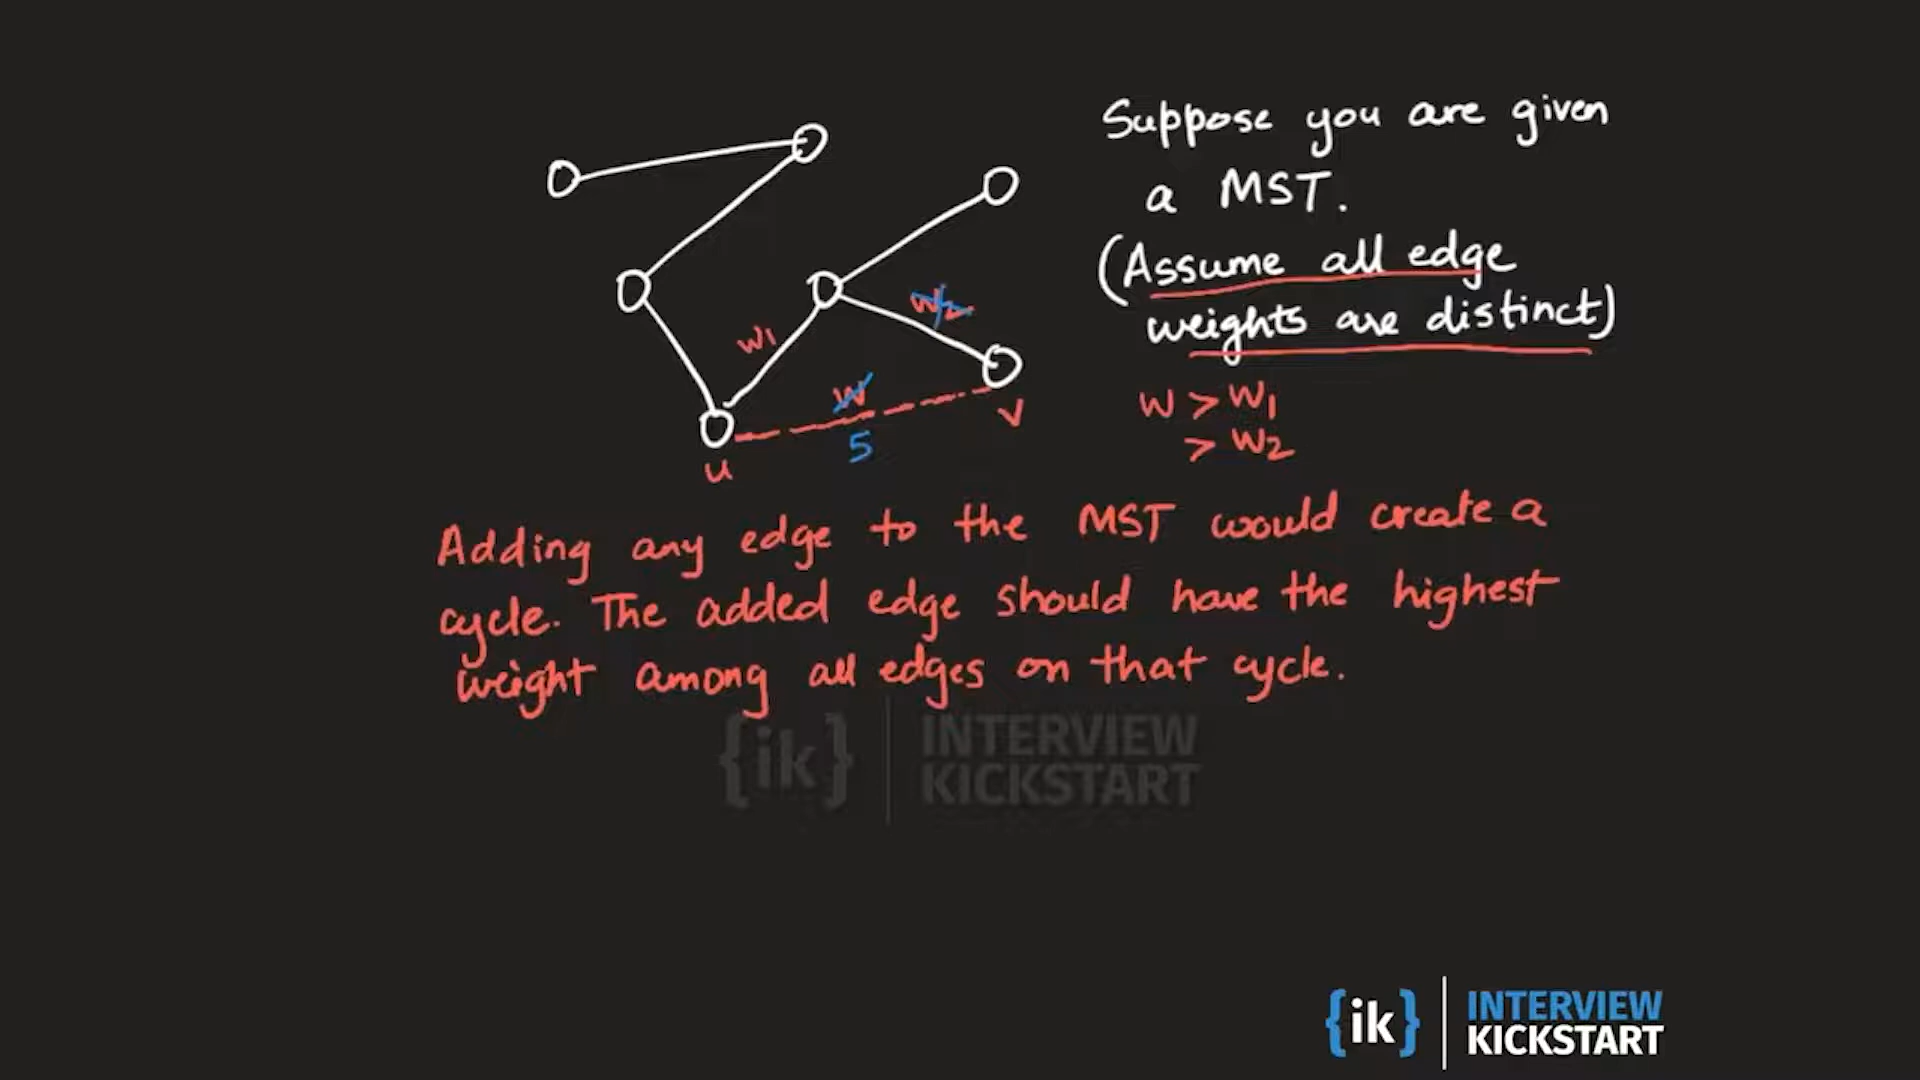 Suppose you are given
a MST.
(Assume all edge
weights are distinct)
w1
w2
w
5
u
v
w > w1
> w2
Adding any edge to the MST would create a
cycle. The added edge should have the highest
weight among all edges on that cycle.
{ik} INTERVIEW
KICKSTART
{ik} INTERVIEW
KICKSTART